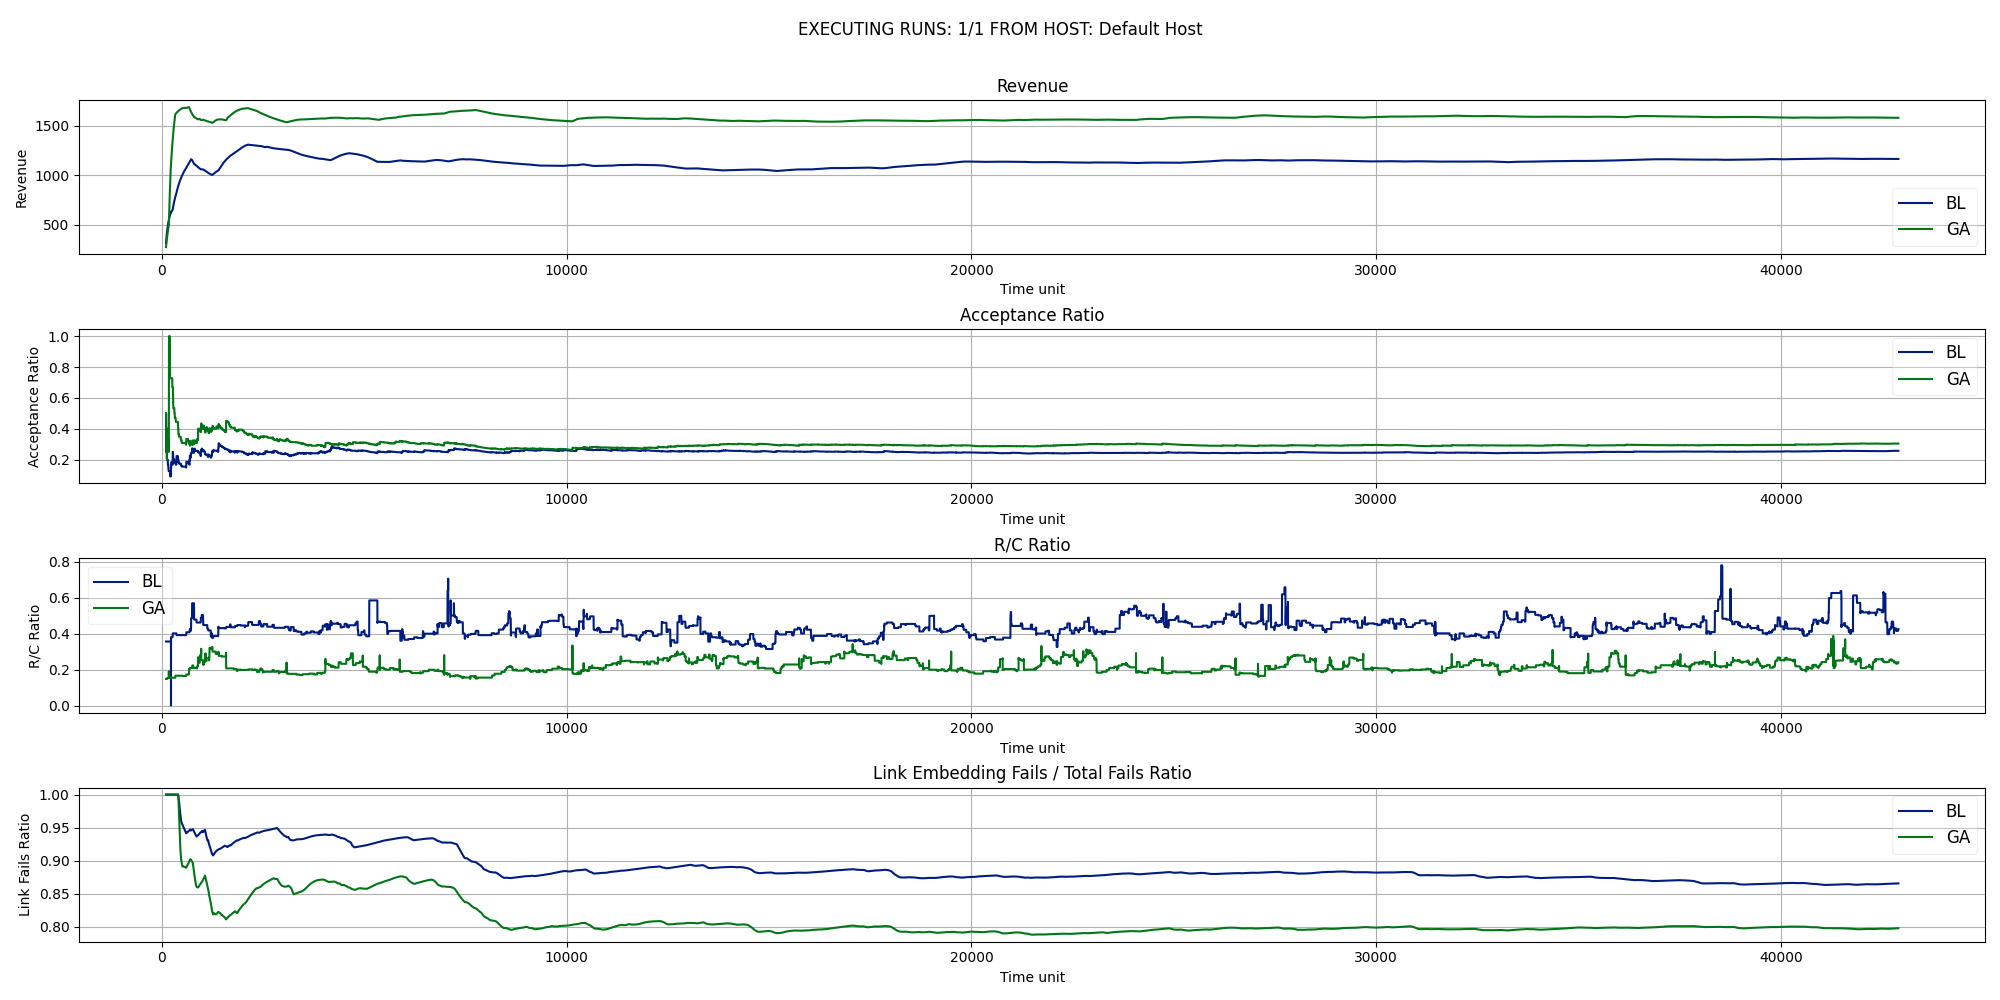 EXECUTING RUNS: 1/1 FROM HOST: Default Host
Revenue
Revenue
1500
1000
500
BL
GA
0 10000 20000 30000 40000
Time unit
Acceptance Ratio
Acceptance Ratio
1.0
0.8
0.6
0.4
0.2
BL
GA
0 10000 20000 30000 40000
Time unit
R/C Ratio
R/C Ratio
0.8
0.6
0.4
0.2
0.0
BL
GA
0 10000 20000 30000 40000
Time unit
Link Embedding Fails / Total Fails Ratio
Link Fails Ratio
1.00
0.95
0.90
0.85
0.80
BL
GA
0 10000 20000 30000 40000
Time unit